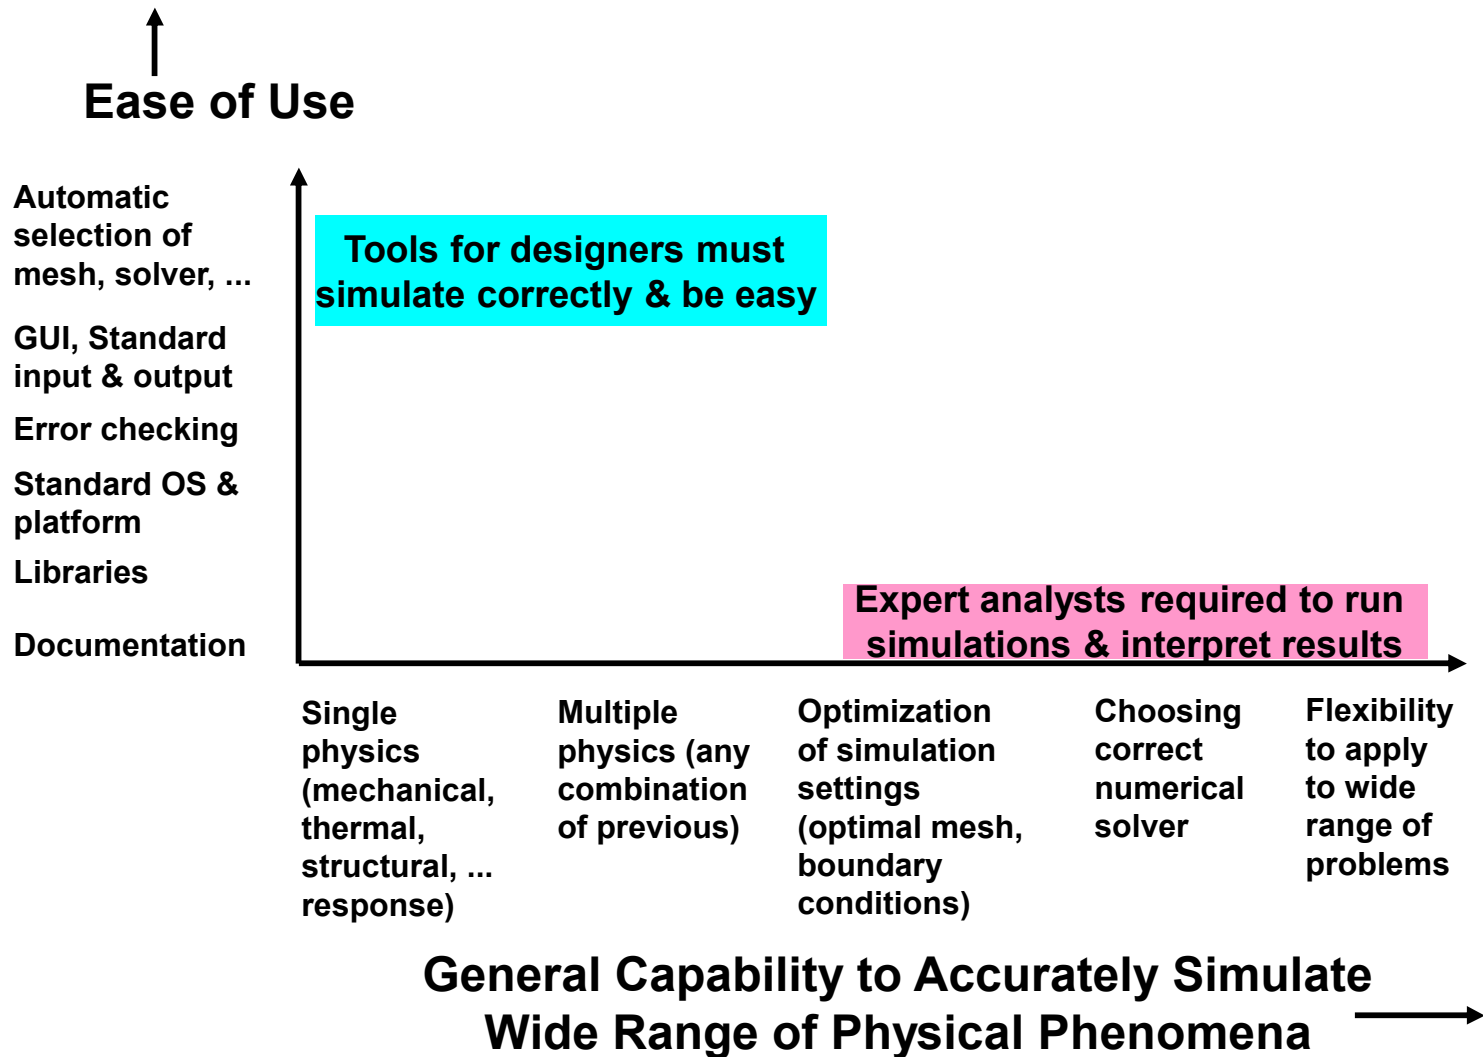 Ease of Use
Automatic
selection of
mesh, solver, ...
GUI, Standard
input & output
Error checking
Standard OS &
platform
Libraries
Documentation
Tools for designers must
simulate correctly & be easy
Expert analysts required to run
simulations & interpret results
Single
physics
(mechanical,
thermal,
structural, ...
response)
Multiple
physics (any
combination
of previous)
Optimization
of simulation
settings
(optimal mesh,
boundary
conditions)
Choosing
correct
numerical
solver
Flexibility
to apply
to wide
range of
problems
General Capability to Accurately Simulate
Wide Range of Physical Phenomena